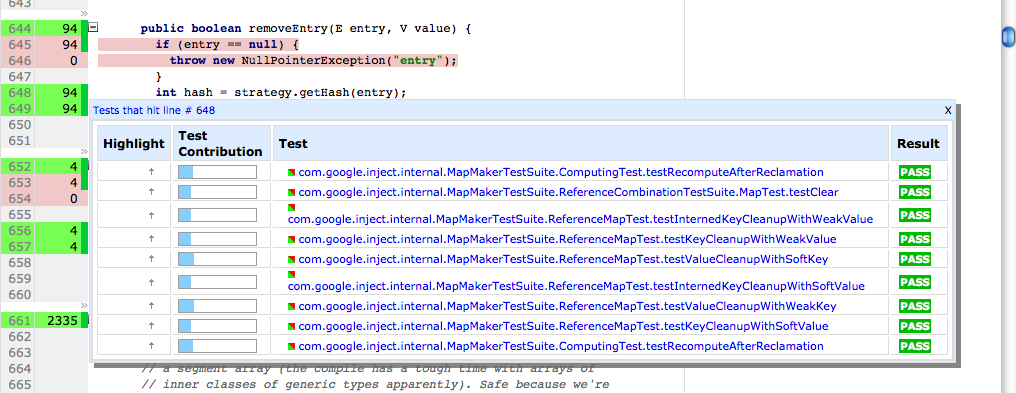 643
644 94 public boolean removeEntry(E entry, V value) {
645 94 if (entry == null) {
646 0 throw new NullPointerException("entry");
647 }
648 94 int hash = strategy.getHash(entry);
649 94
Tests that hit line # 648 X
650
651
Highlight Test Contribution Test Result
652 4
↑ com.google.inject.internal.MapMakerTestSuite.ComputingTest.testRecomputeAfterReclamation PASS
653 4
654 0
↑ com.google.inject.internal.MapMakerTestSuite.ReferenceCombinationTestSuite.MapTest.testClear PASS
655
↑ com.google.inject.internal.MapMakerTestSuite.ReferenceMapTest.testInternedKeyCleanupWithWeakValue PASS
656 4
657 4
↑ com.google.inject.internal.MapMakerTestSuite.ReferenceMapTest.testKeyCleanupWithWeakValue PASS
658
↑ com.google.inject.internal.MapMakerTestSuite.ReferenceMapTest.testValueCleanupWithSoftKey PASS
659
↑ com.google.inject.internal.MapMakerTestSuite.ReferenceMapTest.testInternedKeyCleanupWithSoftValue PASS
660
↑ com.google.inject.internal.MapMakerTestSuite.ReferenceMapTest.testValueCleanupWithWeakKey PASS
661 2335
↑ com.google.inject.internal.MapMakerTestSuite.ReferenceMapTest.testKeyCleanupWithSoftValue PASS
662
↑ com.google.inject.internal.MapMakerTestSuite.ComputingTest.testRecomputeAfterReclamation PASS
663
664 // a segment array (the compile has a tough time with arrays of
665 // inner classes of generic types apparently). Safe because we're